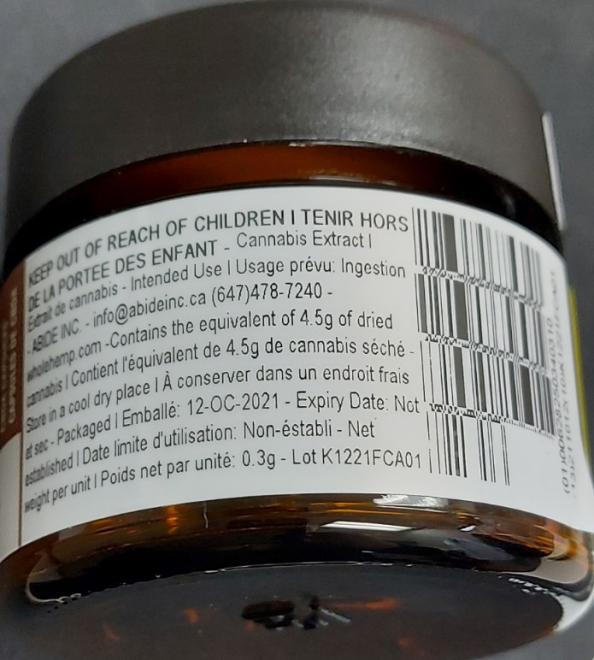 KEEP OUT OF REACH OF CHILDREN I TENIR HORS
DE LA PORTEE DES ENFANT - Cannabis Extract I
Extrait de cannabis - Intended Use I Usage prévu: Ingestion
- ABIDE INC. - info@abideinc.ca (647)478-7240 -
wholehemp.com -Contains the equivalent of 4.5g of dried
cannabis I Contient l'équivalent de 4.5g de cannabis séché -
Store in a cool dry place I À conserver dans un endroit frais
et sec - Packaged I Emballé: 12-OC-2021 - Expiry Date: Not
established I Date limite d'utilisation: Non-établi - Net
weight per unit I Poids net par unité: 0.3g - Lot K1221FCA01